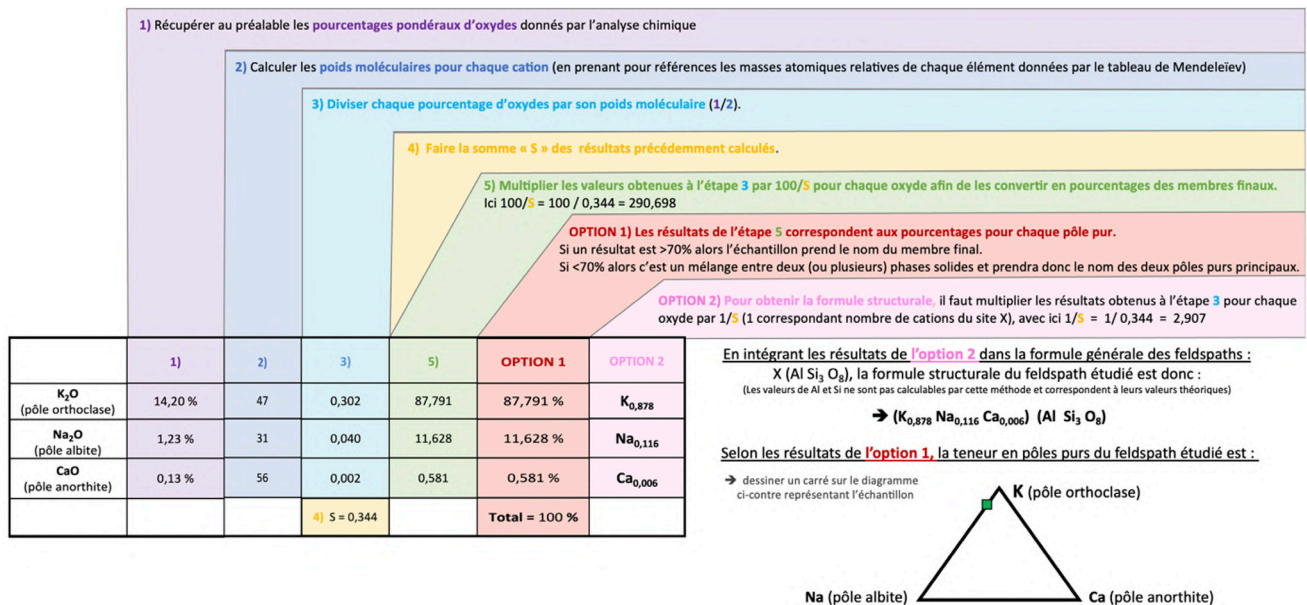 1) Récupérer au préalable les pourcentages pondéraux d'oxydes donnés par l'analyse chimique
2) Calculer les poids moléculaires pour chaque cation (en prenant pour références les masses atomiques relatives de chaque élément données par le tableau de Mendeleïev)
3) Diviser chaque pourcentage d'oxydes par son poids moléculaire (1/2).
4) Faire la somme « S » des résultats précédemment calculés.
5) Multiplier les valeurs obtenues à l'étape 3 par 100/S pour chaque oxyde afin de les convertir en pourcentages des membres finaux.
Ici 100/S = 100 / 0,344 = 290,698
OPTION 1) Les résultats de l'étape 5 correspondent aux pourcentages pour chaque pôle pur.
Si un résultat est >70% alors l'échantillon prend le nom du membre final.
Si <70% alors c'est un mélange entre deux (ou plusieurs) phases solides et prendra donc le nom des deux pôles purs principaux.
OPTION 2) Pour obtenir la formule structurale, il faut multiplier les résultats obtenus à l'étape 3 pour chaque
oxyde par 1/S (1 correspondant nombre de cations du site X), avec ici 1/S = 1/ 0,344 = 2,907
1) 2) 3) 5) OPTION 1 OPTION 2
K₂O
(pôle orthoclase) 14,20 % 47 0,302 87,791 87,791 % K₀,₈₇₈
Na₂O
(pôle albite) 1,23 % 31 0,040 11,628 11,628 % Na₀,₁₁₆
CaO
(pôle anorthite) 0,13 % 56 0,002 0,581 0,581 % Ca₀,₀₀₆
4) S = 0,344 Total = 100 %
En intégrant les résultats de l'option 2 dans la formule générale des feldspaths :
X (Al Si₃ O₈), la formule structurale du feldspath étudié est donc :
(Les valeurs de Al et Si ne sont pas calculables par cette méthode et correspondent à leurs valeurs théoriques)
➔ (K₀,₈₇₈ Na₀,₁₁₆ Ca₀,₀₀₆) (Al Si₃ O₈)
Selon les résultats de l'option 1, la teneur en pôles purs du feldspath étudié est :
➔ dessiner un carré sur le diagramme
ci-contre représentant l'échantillon
K (pôle orthoclase)
Na (pôle albite)
Ca (pôle anorthite)